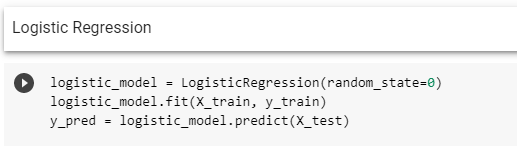 Logistic Regression
logistic_model = LogisticRegression(random_state=0)
logistic_model.fit(X_train, y_train)
y_pred = logistic_model.predict(X_test)